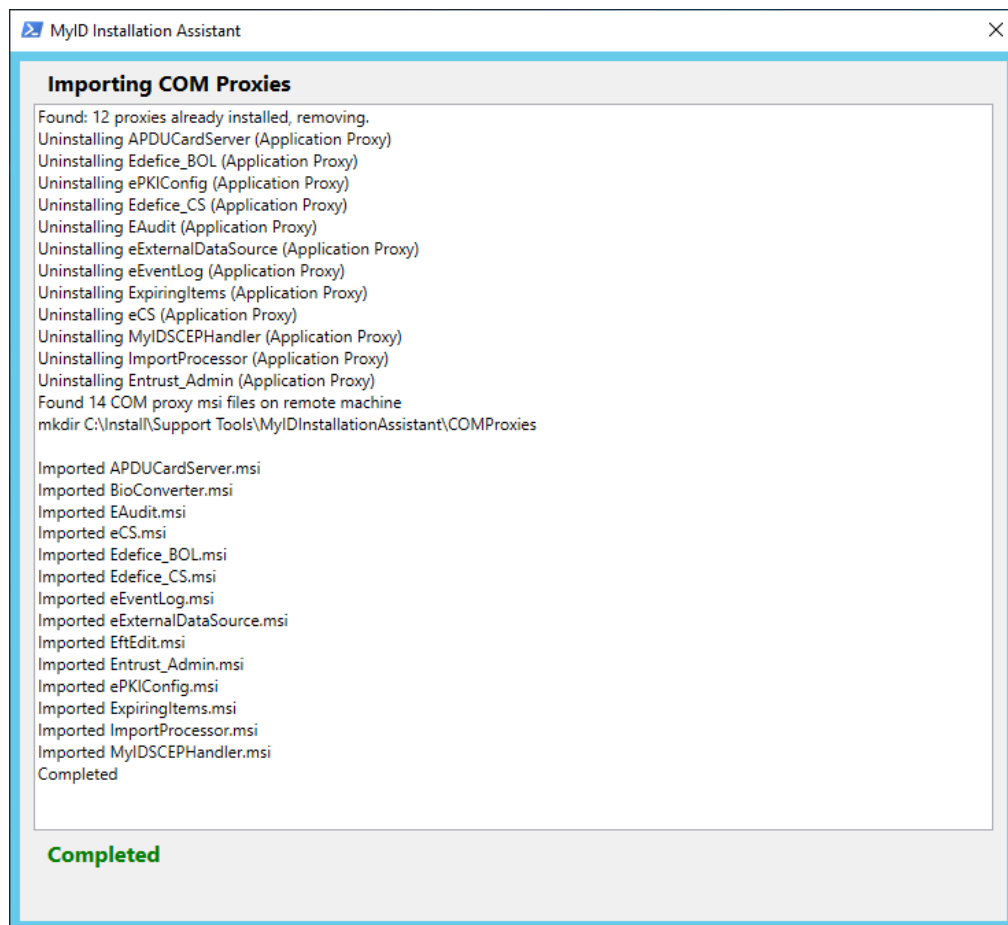 MyID Installation Assistant
Importing COM Proxies
Found: 12 proxies already installed, removing.
Uninstalling APDUCardServer (Application Proxy)
Uninstalling Edefice_BOL (Application Proxy)
Uninstalling ePKIConfig (Application Proxy)
Uninstalling Edefice_CS (Application Proxy)
Uninstalling EAudit (Application Proxy)
Uninstalling eExternalDataSource (Application Proxy)
Uninstalling eEventLog (Application Proxy)
Uninstalling ExpiringItems (Application Proxy)
Uninstalling eCS (Application Proxy)
Uninstalling MyIDSCEPHandler (Application Proxy)
Uninstalling ImportProcessor (Application Proxy)
Uninstalling Entrust_Admin (Application Proxy)
Found 14 COM proxy msi files on remote machine
mkdir C:\Install\Support Tools\MyIDInstallationAssistant\COMProxies
Imported APDUCardServer.msi
Imported BioConverter.msi
Imported EAudit.msi
Imported eCS.msi
Imported Edefice_BOL.msi
Imported Edefice_CS.msi
Imported eEventLog.msi
Imported eExternalDataSource.msi
Imported EftEdit.msi
Imported Entrust_Admin.msi
Imported ePKIConfig.msi
Imported ExpiringItems.msi
Imported ImportProcessor.msi
Imported MyIDSCEPHandler.msi
Completed
Completed